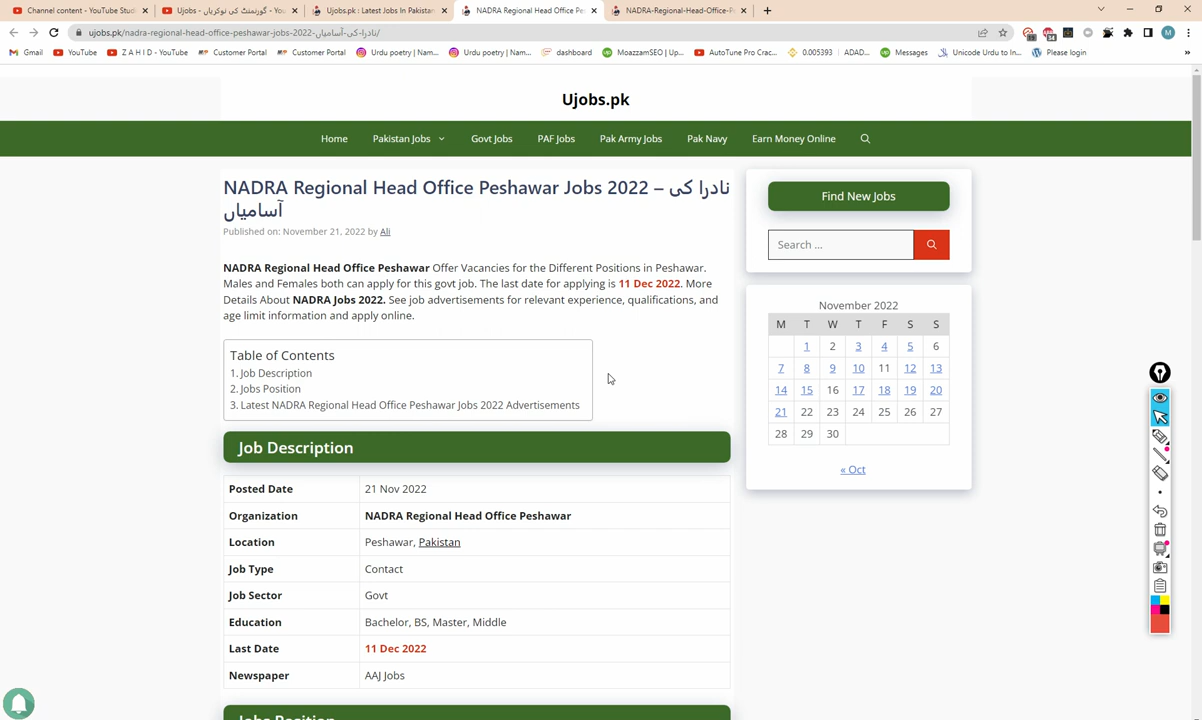 Content content - YouTube Stud
Ujobs - گورنمنٹ کی نوکریاں - You
Ujobs.pk : Latest Jobs In Pakistan
NADRA Regional Head Office Pe
NADRA-Regional-Head-Office-P
ujobs.pk/nadra-regional-head-office-peshawar-jobs-2022-نادرا-کی-آسامیاں/
Gmail YouTube Z A H I D - YouTube Customer Portal Customer Portal Urdu poetry | Nam... Urdu poetry | Nam... dashboard MoazzamSEO | Up... AutoTune Pro Crac... 0.005393 ADAD... Messages Unicode Urdu to In... Please login
Ujobs.pk
Home Pakistan Jobs Govt Jobs PAF Jobs Pak Army Jobs Pak Navy Earn Money Online
NADRA Regional Head Office Peshawar Jobs 2022 – نادرا کی
آسامیاں
Published on: November 21, 2022 by Ali
NADRA Regional Head Office Peshawar Offer Vacancies for the Different Positions in Peshawar.
Males and Females both can apply for this govt job. The last date for applying is 11 Dec 2022. More
Details About NADRA Jobs 2022. See job advertisements for relevant experience, qualifications, and
age limit information and apply online.
Table of Contents
1. Job Description
2. Jobs Position
3. Latest NADRA Regional Head Office Peshawar Jobs 2022 Advertisements
Job Description
Posted Date 21 Nov 2022
Organization NADRA Regional Head Office Peshawar
Location Peshawar, Pakistan
Job Type Contact
Job Sector Govt
Education Bachelor, BS, Master, Middle
Last Date 11 Dec 2022
Newspaper AAJ Jobs
Jobs Position
Find New Jobs
Search ...
November 2022
M T W T F S S
1 2 3 4 5 6
7 8 9 10 11 12 13
14 15 16 17 18 19 20
21 22 23 24 25 26 27
28 29 30
« Oct